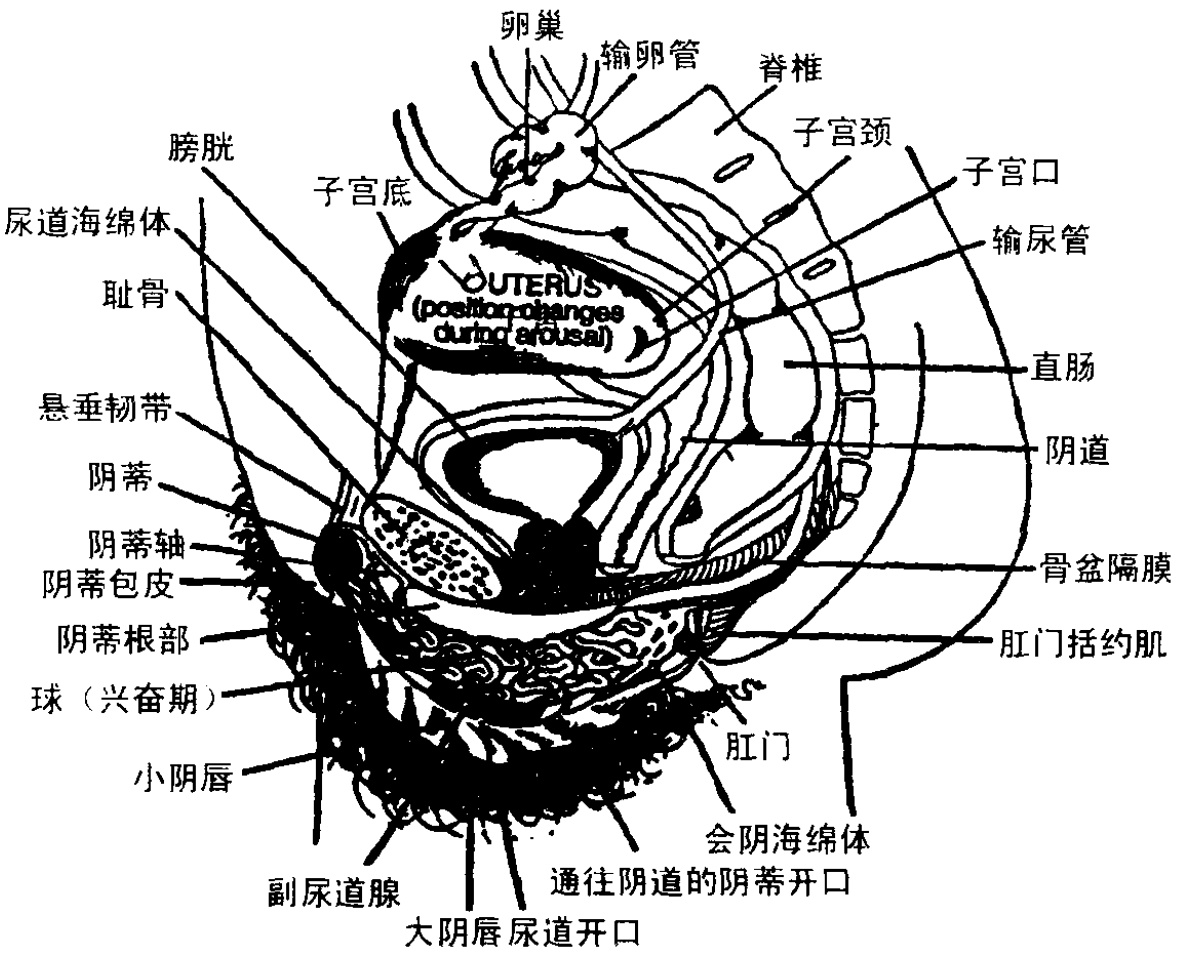 卵巢
输卵管
脊椎
子宫颈
膀胱
子宫底
子宫口
尿道海绵体
输尿管
耻骨
UTERUS
(position changes
during arousal)
直肠
悬垂韧带
阴道
阴蒂
阴蒂轴
骨盆隔膜
阴蒂包皮
阴蒂根部
肛门括约肌
球（兴奋期）
肛门
小阴唇
会阴海绵体
副尿道腺
通往阴道的阴蒂开口
大阴唇 尿道开口